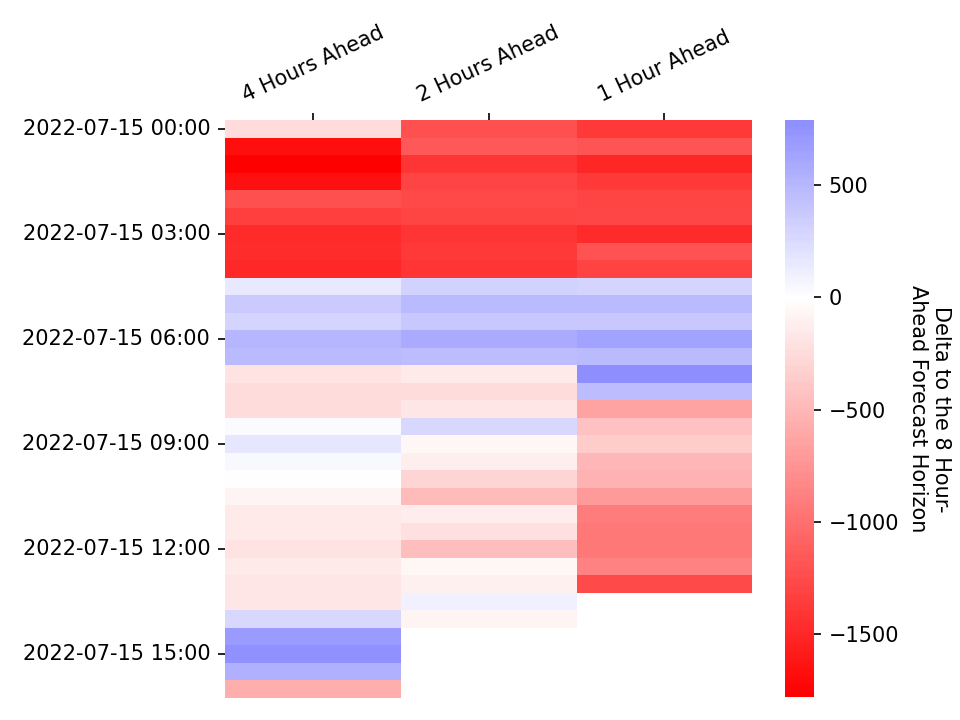 4 Hours Ahead
2 Hours Ahead
1 Hour Ahead
2022-07-15 00:00
2022-07-15 03:00
2022-07-15 06:00
2022-07-15 09:00
2022-07-15 12:00
2022-07-15 15:00
500
0
−500
−1000
−1500
Delta to the 8 Hour-
Ahead Forecast Horizon